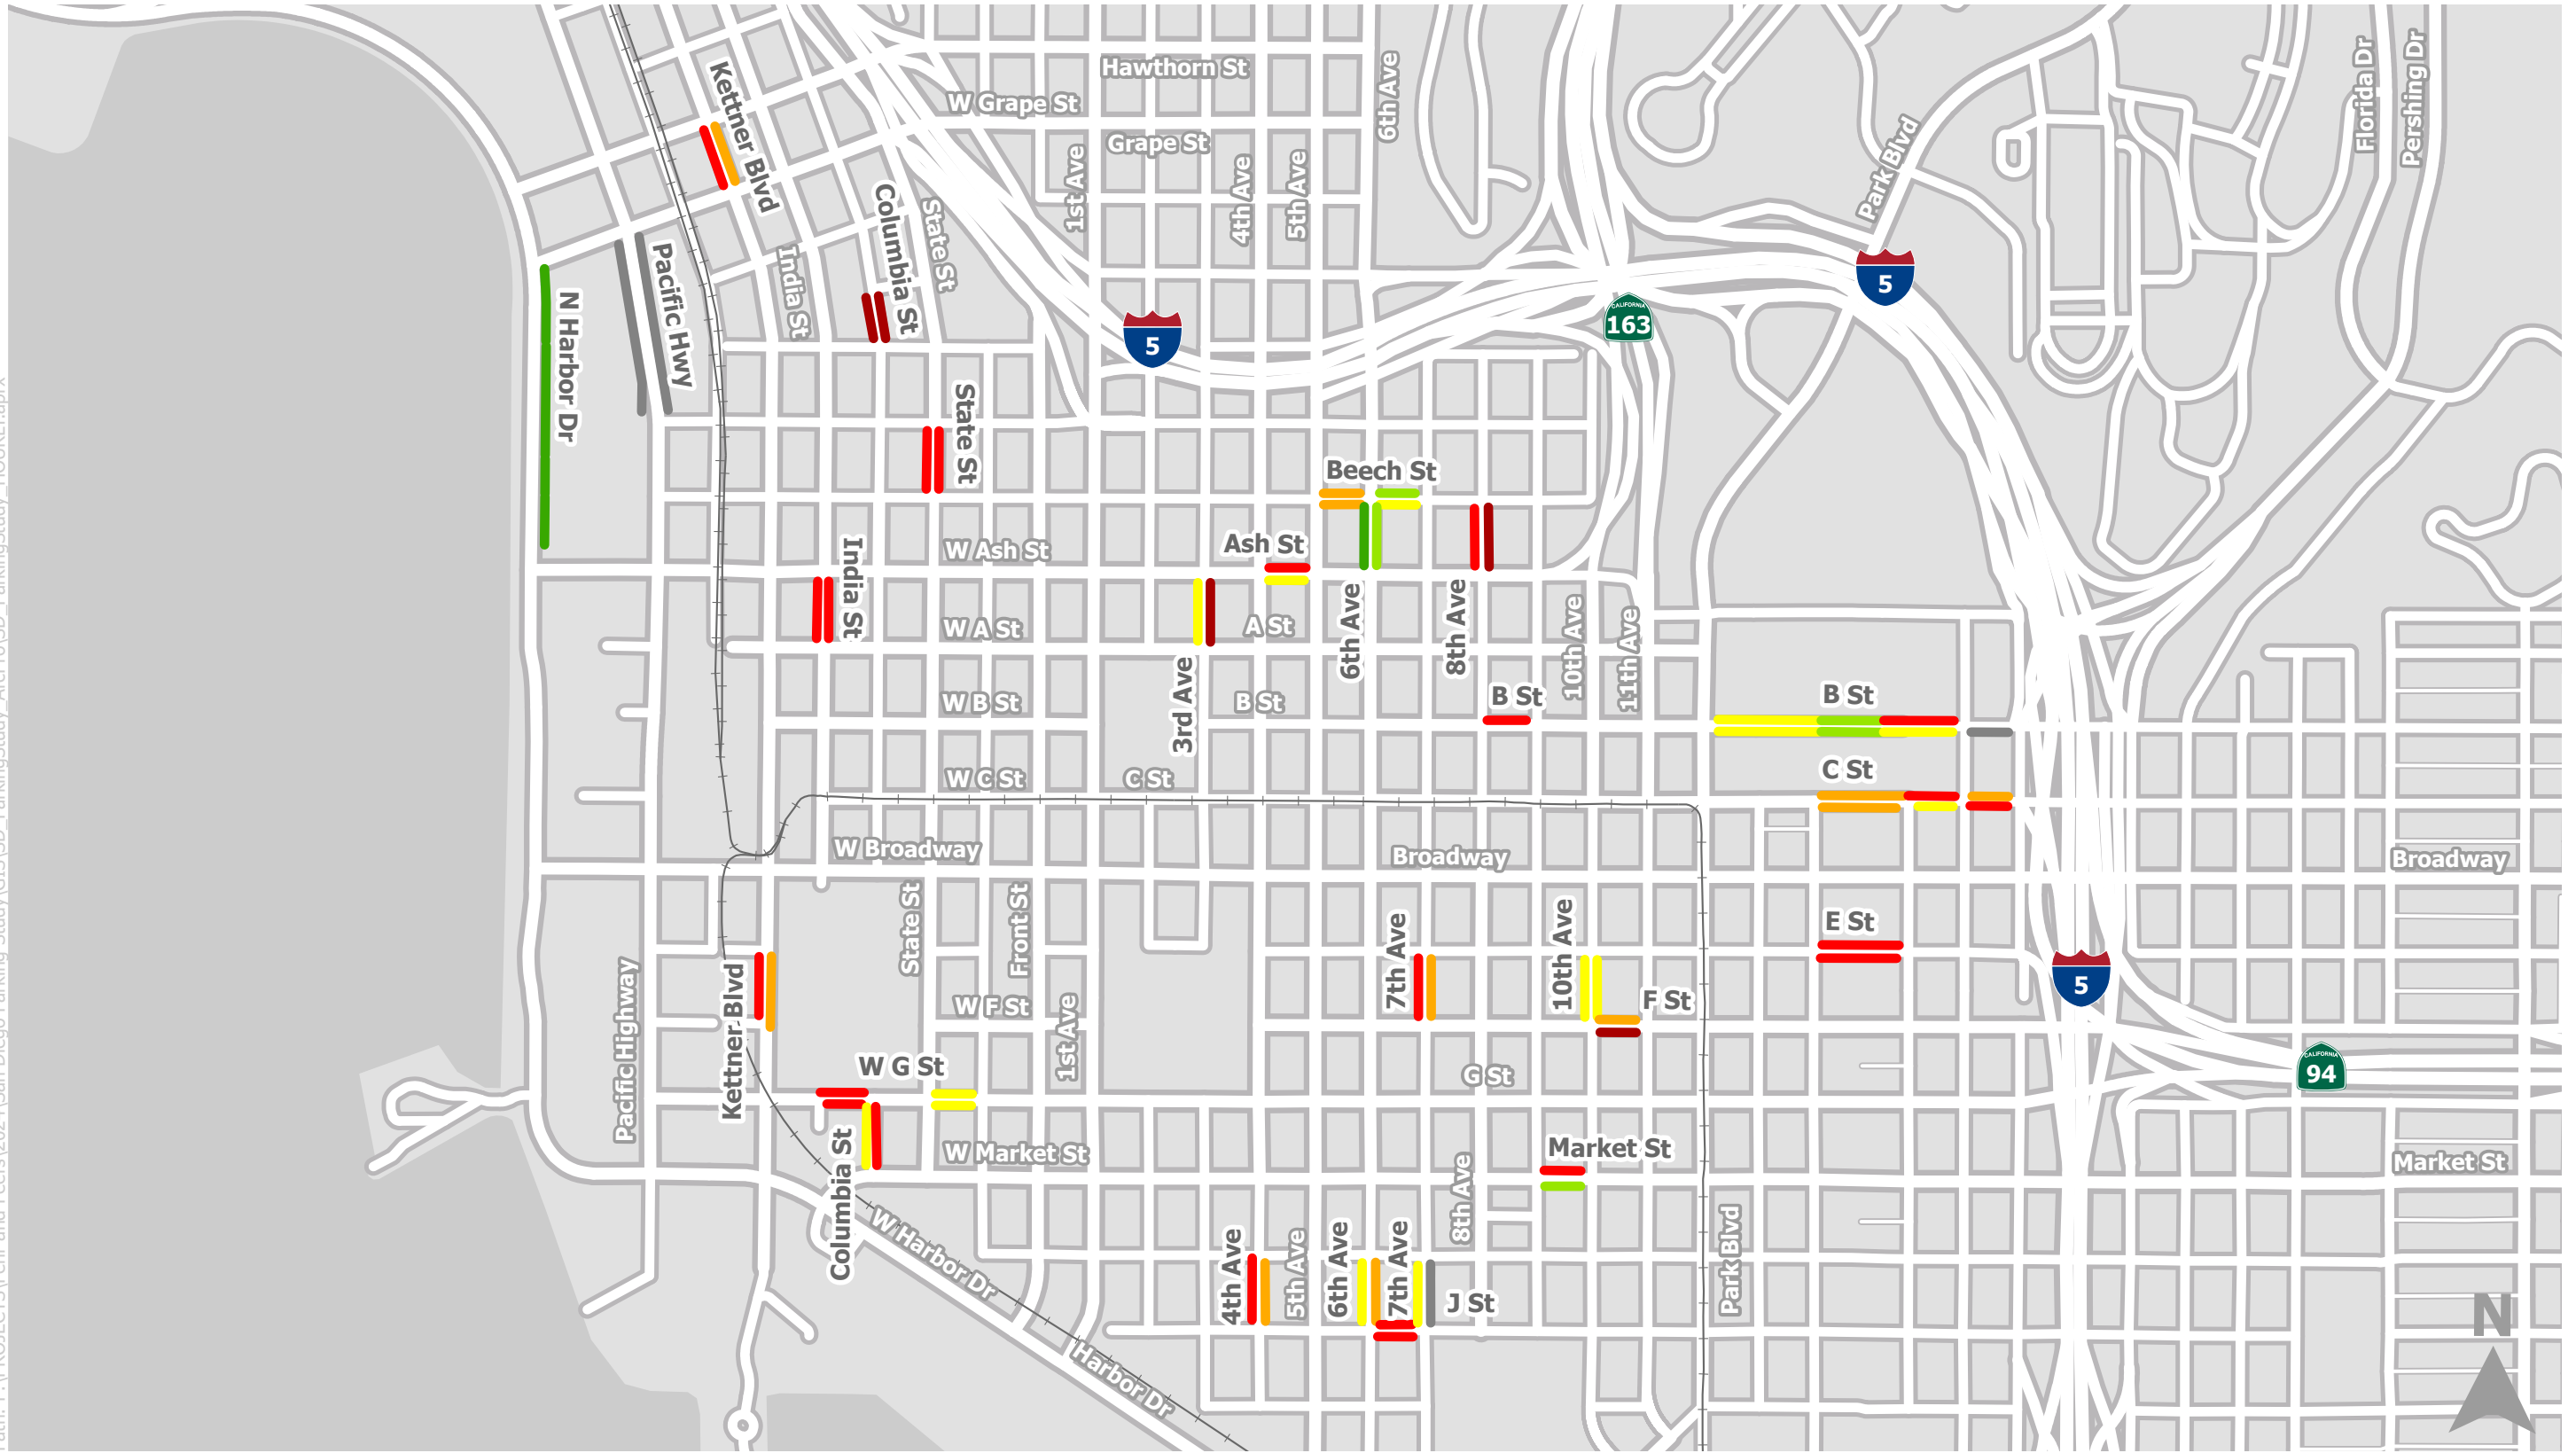 Hawthorn St
W Grape St
Grape St
Kettner Blvd
Columbia St
State St
1st Ave
4th Ave
5th Ave
6th Ave
Park Blvd
Florida Dr
Pershing Dr
Pacific Hwy
India St
N Harbor Dr
5
CALIFORNIA
163
5
State St
Beech St
India St
W Ash St
Ash St
W A St
A St
6th Ave
8th Ave
10th Ave
11th Ave
W B St
B St
3rd Ave
B St
B St
W C St
C St
C St
W Broadway
Broadway
Broadway
State St
Front St
7th Ave
10th Ave
E St
5
Pacific Highway
Kettner Blvd
W F St
1st Ave
F St
W G St
G St
CALIFORNIA
94
Columbia St
W Market St
8th Ave
Market St
Market St
W Harbor Dr
4th Ave
5th Ave
6th Ave
7th Ave
J St
Park Blvd
Harbor Dr
N